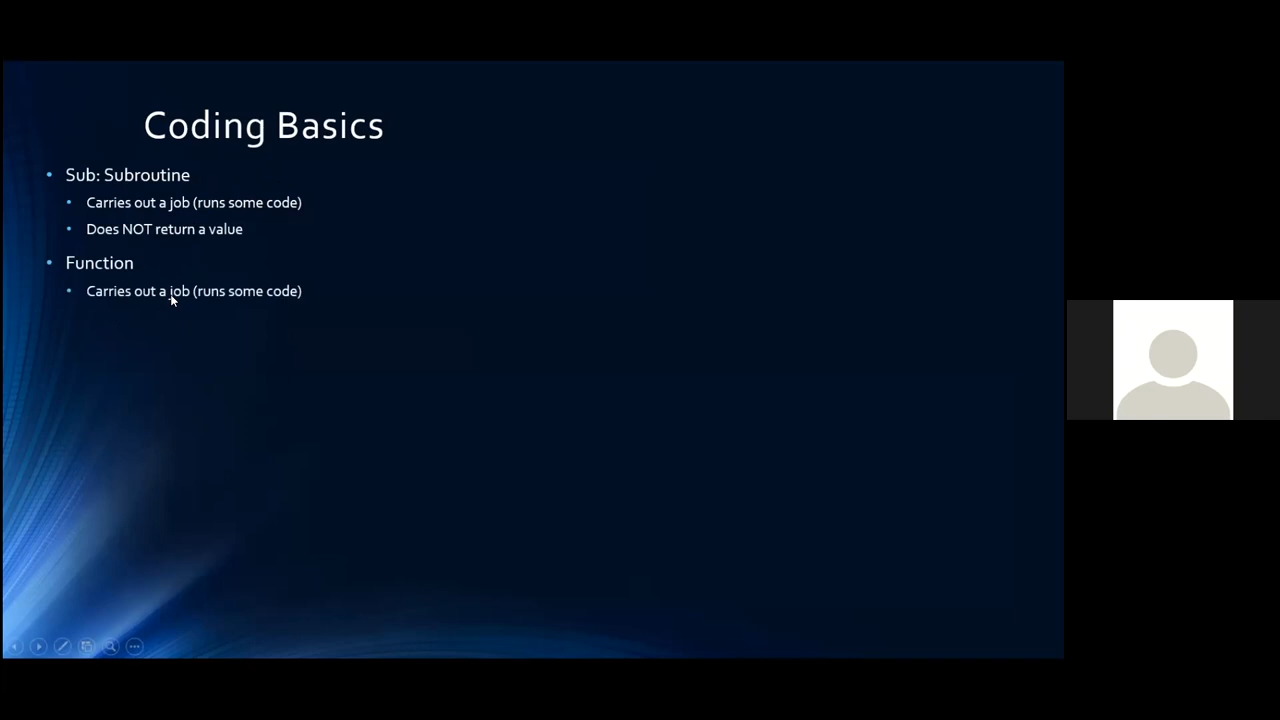 Coding Basics
• Sub: Subroutine
• Carries out a job (runs some code)
• Does NOT return a value
• Function
• Carries out a job (runs some code)